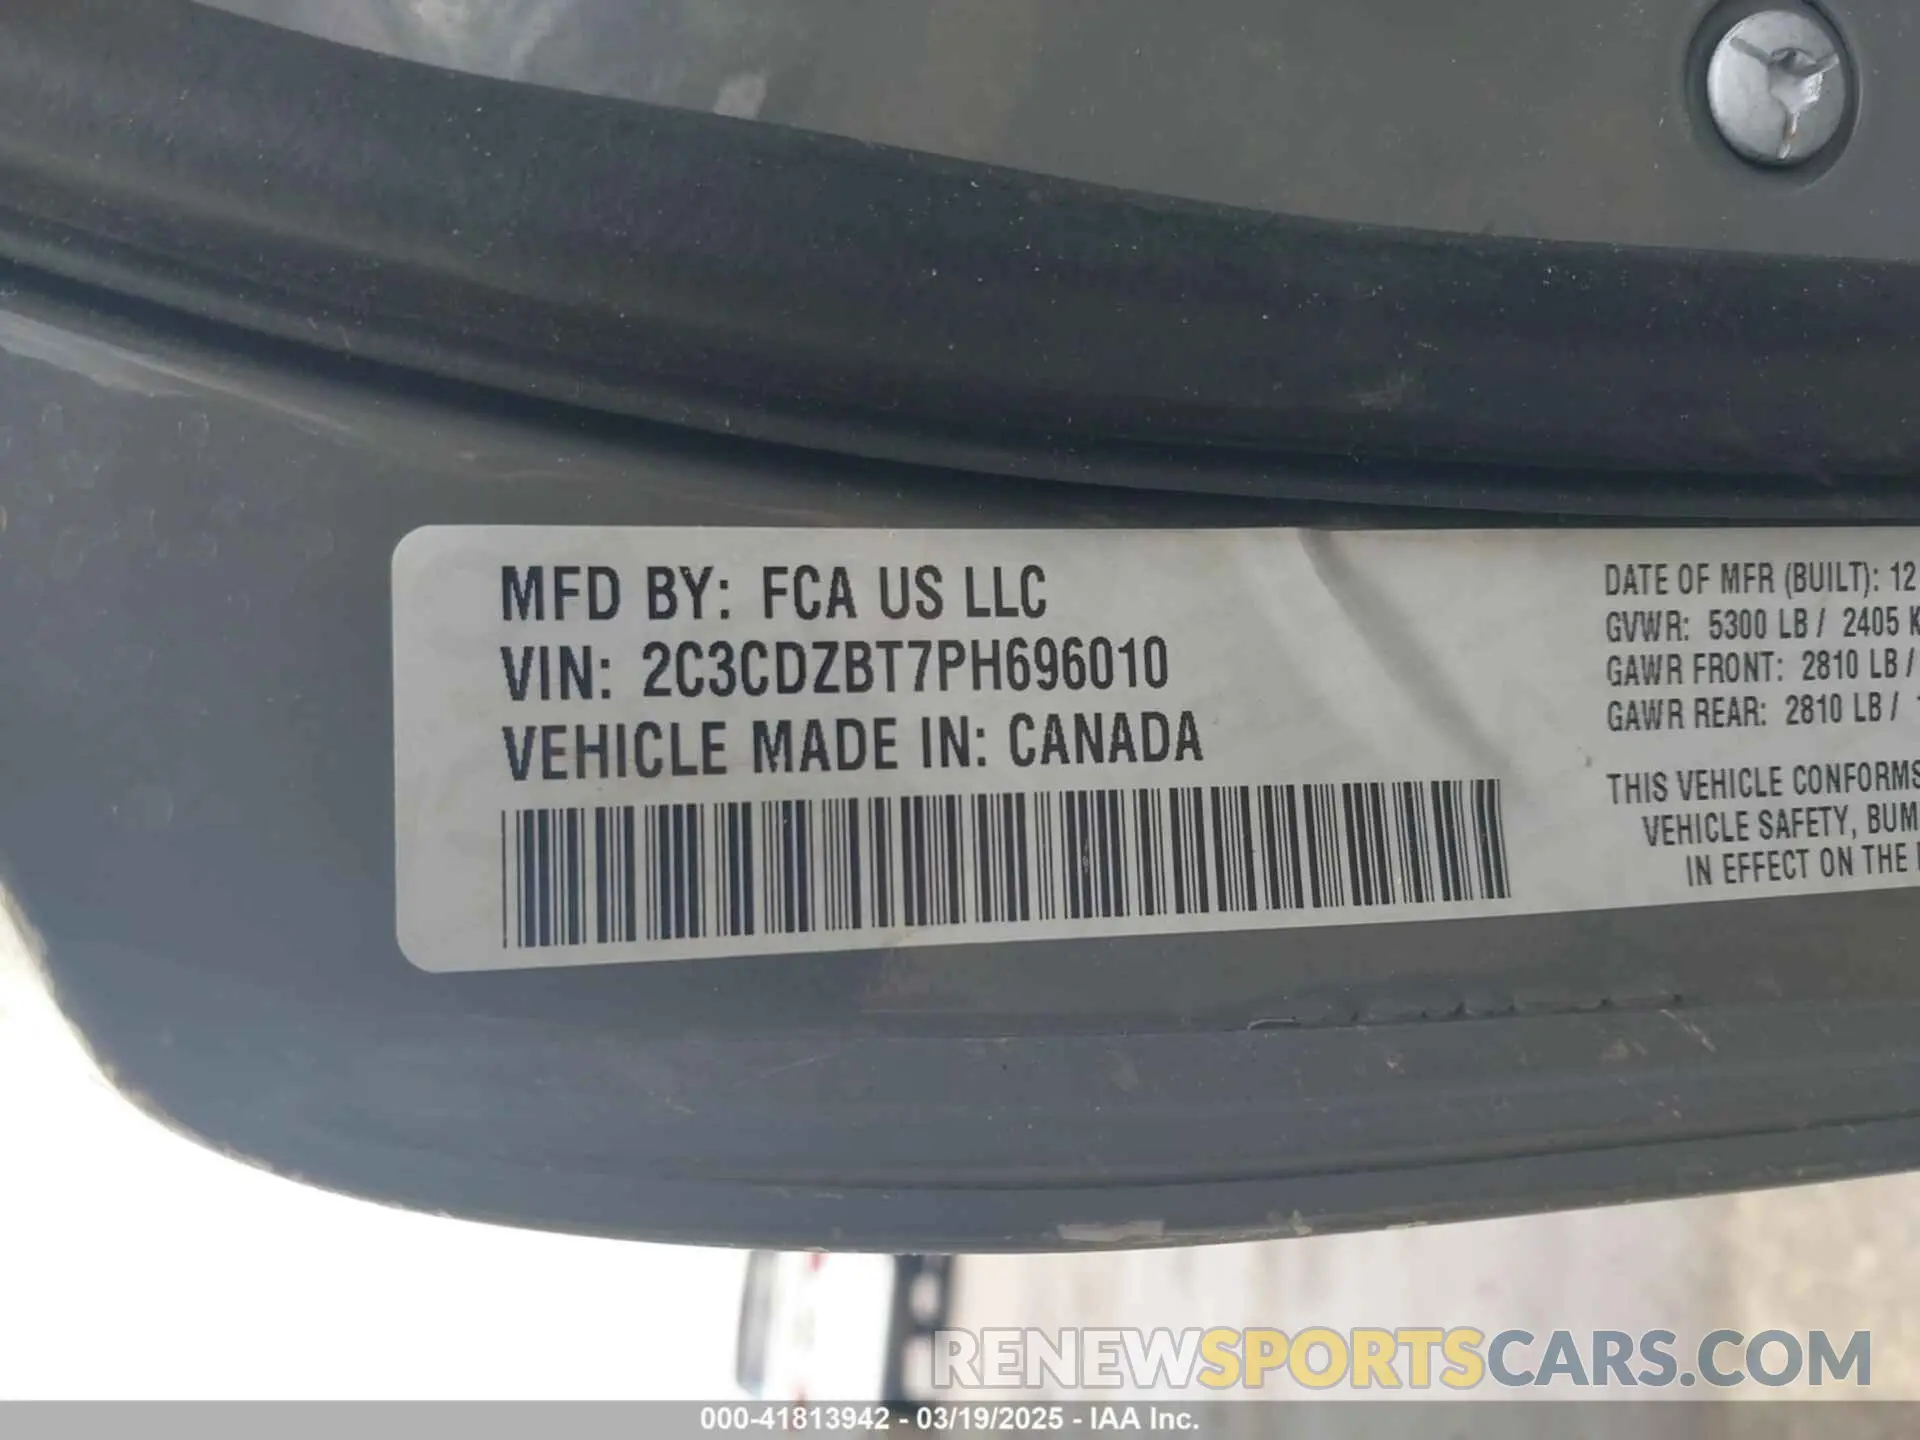 MFD BY: FCA US LLC
VIN: 2C3CDZBT7PH696010
VEHICLE MADE IN: CANADA
DATE OF MFR (BUILT): 12
GVWR: 5300 LB / 2405 K
GAWR FRONT: 2810 LB /
GAWR REAR: 2810 LB /
THIS VEHICLE CONFORMS
VEHICLE SAFETY, BUM
IN EFFECT ON THE
RENEWSPORTSCARS.COM
000-41813942 - 03/19/2025 - IAA Inc.